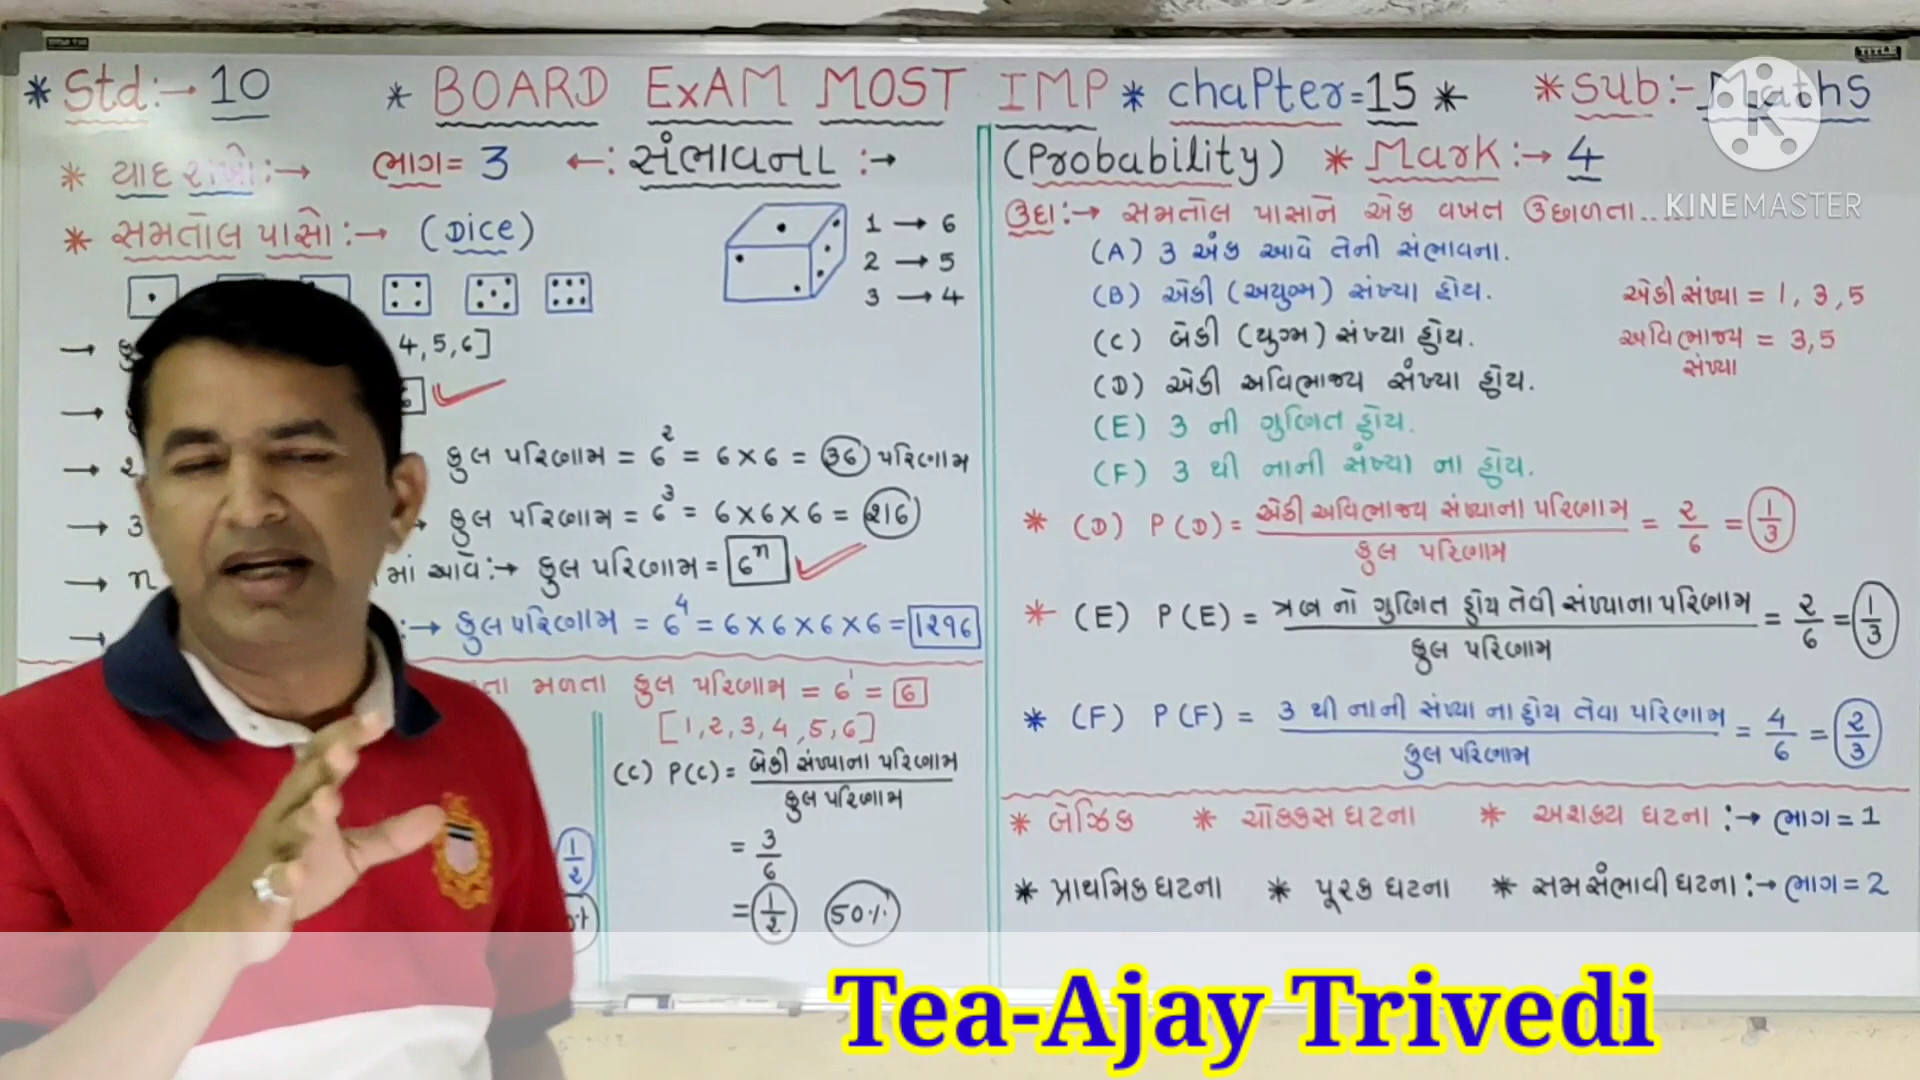 * Std:→ 10 * BOARD ExAM MOST IMP * chaPter=15 * * Sub:- Maths
* યાદ રાખો:→ ભાગ= 3 ←: સંભાવના :→ (Probability) * Mark:→ 4
KINEMASTER
* સમતોલ પાસો:→ (Dice)
1 → 6
2 → 5
3 → 4
4,5,6]
કુલ પરિણામ = 6² = 6×6 = 36 પરિણામ
→ 3
કુલ પરિણામ = 6³ = 6×6×6 = 216
→ n
માં આવે:→ કુલ પરિણામ = 6ⁿ
:→ કુલ પરિણામ = 6⁴ = 6×6×6×6 = 1296
મળતા કુલ પરિણામ = 6¹ = 6
[1,2,3,4,5,6]
(C) P(C) = બેકી સંખ્યાના પરિણામ / કુલ પરિણામ
= 3/6
= 1/2 50%
1/2
ઉદા:→ સમતોલ પાસાને એક વખત ઉછાળતા.....
(A) 3 અંક આવે તેની સંભાવના.
(B) એકી (અયુગ્મ) સંખ્યા હોય.
(C) બેકી (યુગ્મ) સંખ્યા હોય.
(D) એકી અવિભાજ્ય સંખ્યા હોય.
(E) 3 ની ગુણિત હોય.
(F) 3 થી નાની સંખ્યા ના હોય.
એકી સંખ્યા = 1, 3, 5
અવિભાજ્ય = 3,5
સંખ્યા
* (D) P(D) = એકી અવિભાજ્ય સંખ્યાના પરિણામ / કુલ પરિણામ = ૨/6 = 1/3
* (E) P(E) = ત્રણ નો ગુણિત હોય તેવી સંખ્યાના પરિણામ / કુલ પરિણામ = ૨/6 = 1/3
* (F) P(F) = 3 થી નાની સંખ્યા ના હોય તેવા પરિણામ / કુલ પરિણામ = 4/6 = ૨/3
* બેઝિક * ચોક્કસ ઘટના * અશક્ય ઘટના :→ ભાગ = 1
* પ્રાથમિક ઘટના * પૂરક ઘટના * સમસંભાવી ઘટના:→ ભાગ = 2
Tea-Ajay Trivedi